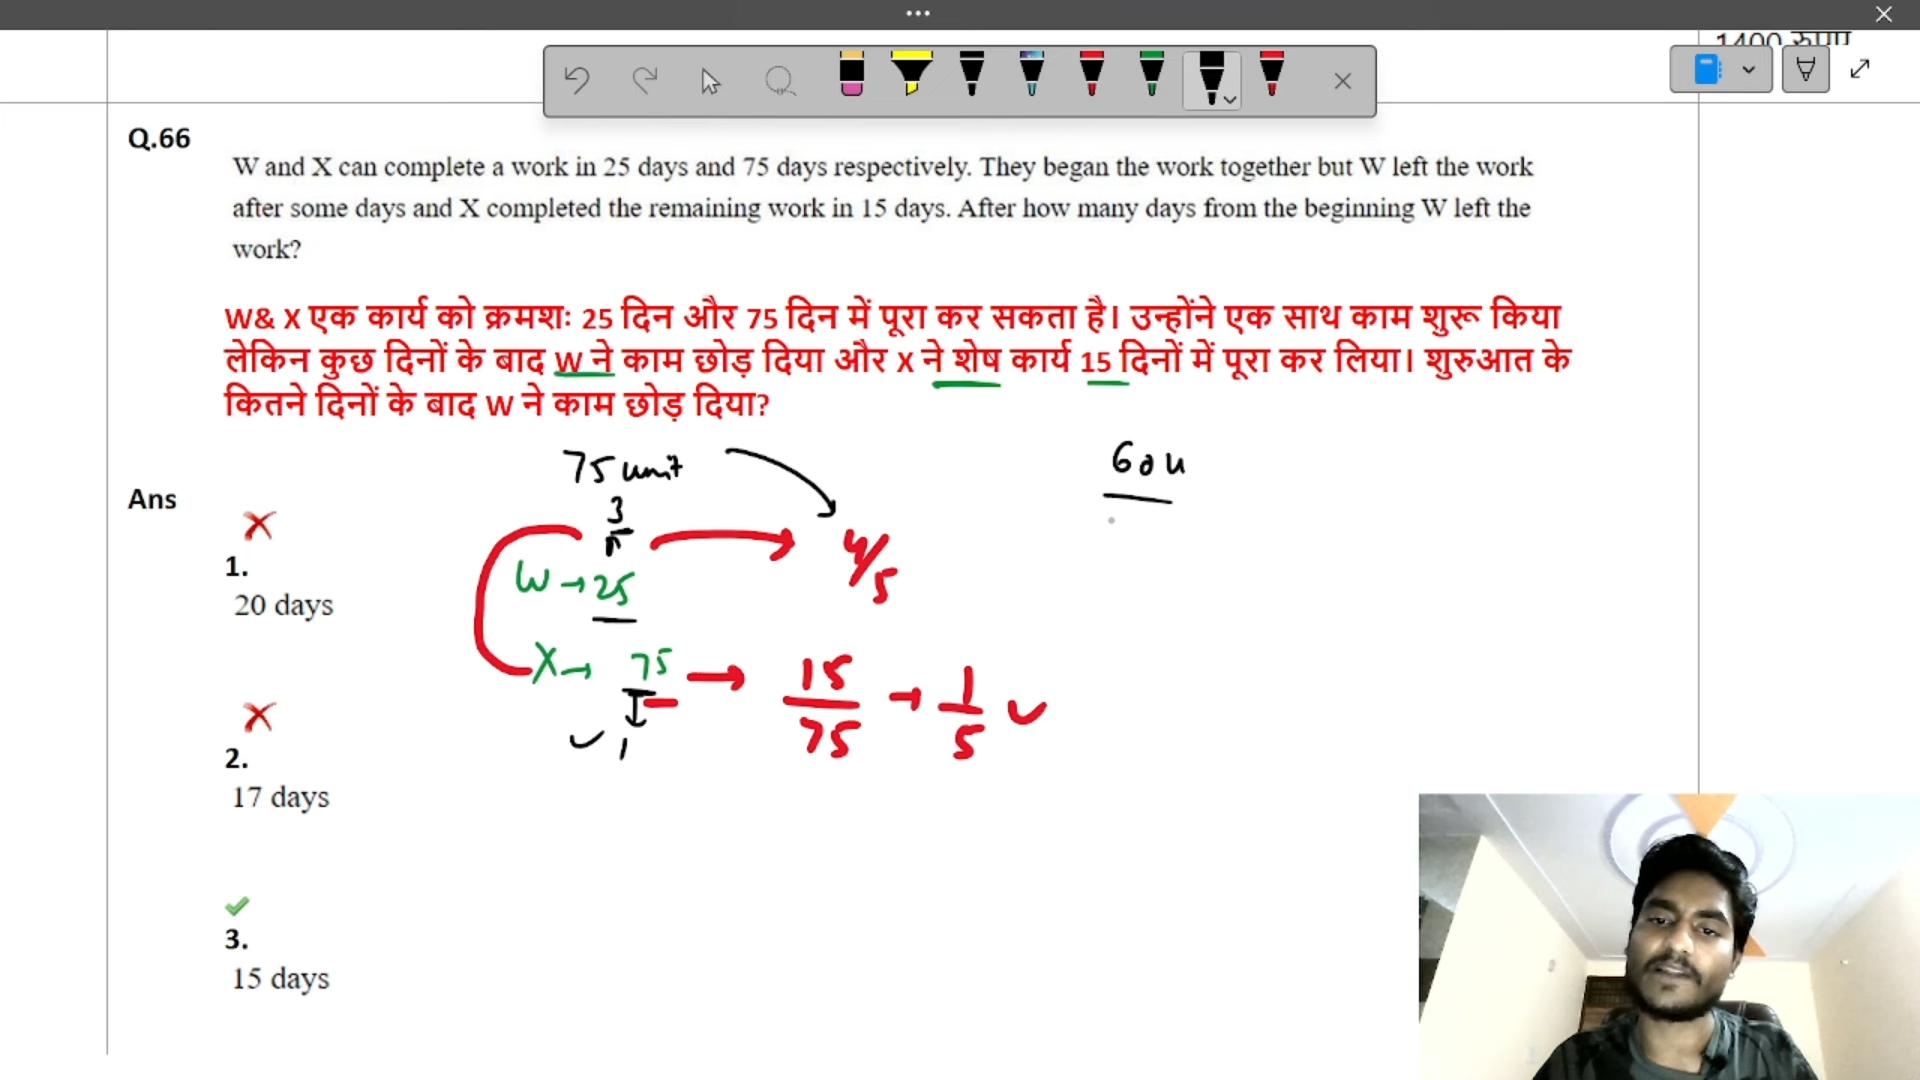 1400 रुपए
Q.66
W and X can complete a work in 25 days and 75 days respectively. They began the work together but W left the work
after some days and X completed the remaining work in 15 days. After how many days from the beginning W left the
work?
W& X एक कार्य को क्रमशः 25 दिन और 75 दिन में पूरा कर सकता है। उन्होंने एक साथ काम शुरू किया
लेकिन कुछ दिनों के बाद W ने काम छोड़ दिया और X ने शेष कार्य 15 दिनों में पूरा कर लिया। शुरुआत के
कितने दिनों के बाद W ने काम छोड़ दिया?
75 unit
60u
Ans
3
4/5
1.
W → 25
20 days
X → 75 → 15/75 → 1/5
1
2.
17 days
3.
15 days